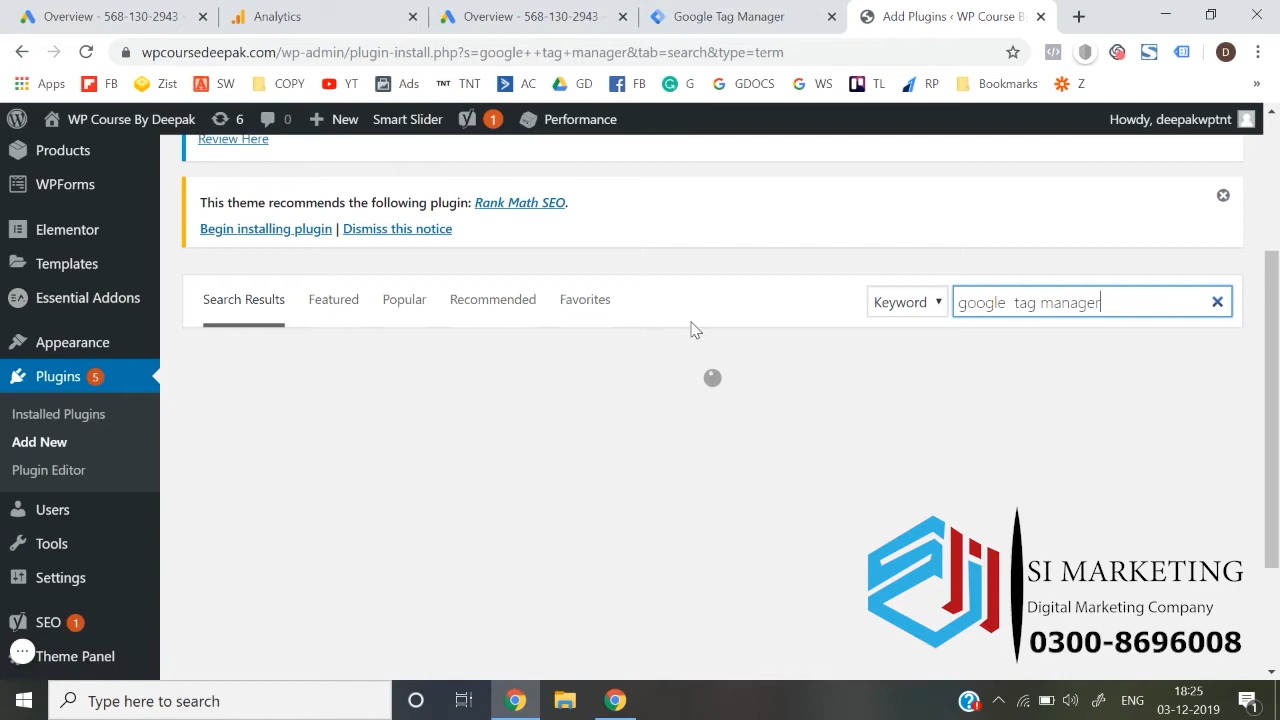 Overview - 568-130-2943
Analytics
Overview - 568-130-2943
Google Tag Manager
Add Plugins ‹ WP Course By
wpcoursedeepak.com/wp-admin/plugin-install.php?s=google++tag+manager&tab=search&type=term
D
Apps
FB
Zist
SW
COPY
YT
Ads
TNT TNT
AC
GD
FB
G
GDOCS
WS
TL
RP
Bookmarks
Z
»
WP Course By Deepak
6
0
New
Smart Slider
1
Performance
Howdy, deepakwptnt
Products
WPForms
Elementor
Templates
Essential Addons
Appearance
Plugins 5
Installed Plugins
Add New
Plugin Editor
Users
Tools
Settings
SEO 1
Theme Panel
Review Here
This theme recommends the following plugin: Rank Math SEO.
Begin installing plugin | Dismiss this notice
Search Results
Featured
Popular
Recommended
Favorites
Keyword
google  tag manager
SI MARKETING
Digital Marketing Company
0300-8696008
Type here to search
ENG
18:25
03-12-2019
1